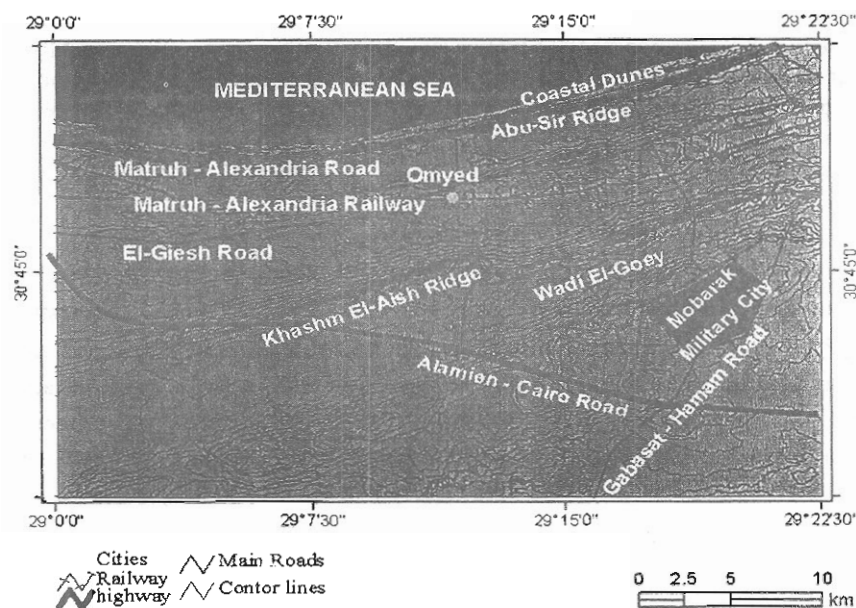 29°0'0" 29°7'30" 29°15'0" 29°22'30"
MEDITERRANEAN SEA
Coastal Dunes
Abu-Sir Ridge
Matruh - Alexandria Road
Omyed
Matruh - Alexandria Railway
El-Giesh Road
30°45'0" 30°45'0"
Khashm El-Aish Ridge
Wadi El-Goey
Mobarak
Military City
Alamien - Cairo Road
Gabasat - Hamam Road
29°0'0" 29°7'30" 29°15'0" 29°22'30"
Cities
Railway
highway
Main Roads
Contor lines
0 2.5 5 10
km